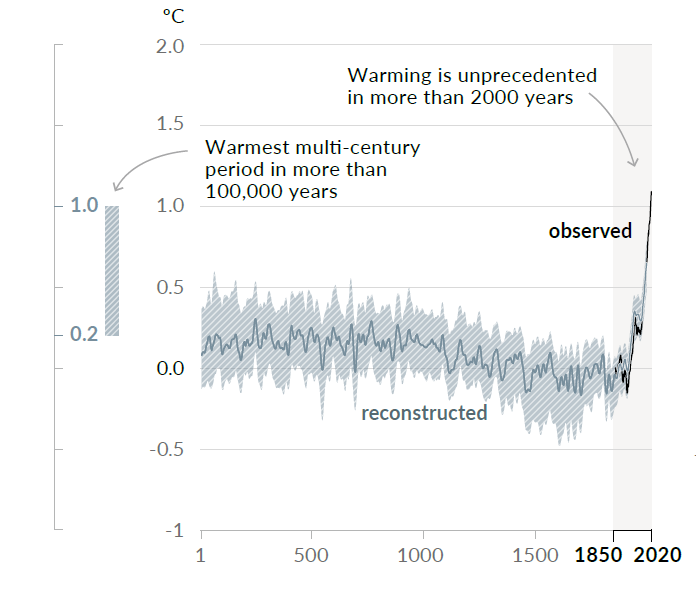 °C
2.0
Warming is unprecedented
in more than 2000 years
1.5
Warmest multi-century
period in more than
100,000 years
1.0
1.0
observed
0.5
0.2
0.0
reconstructed
-0.5
-1
1 500 1000 1500 1850 2020